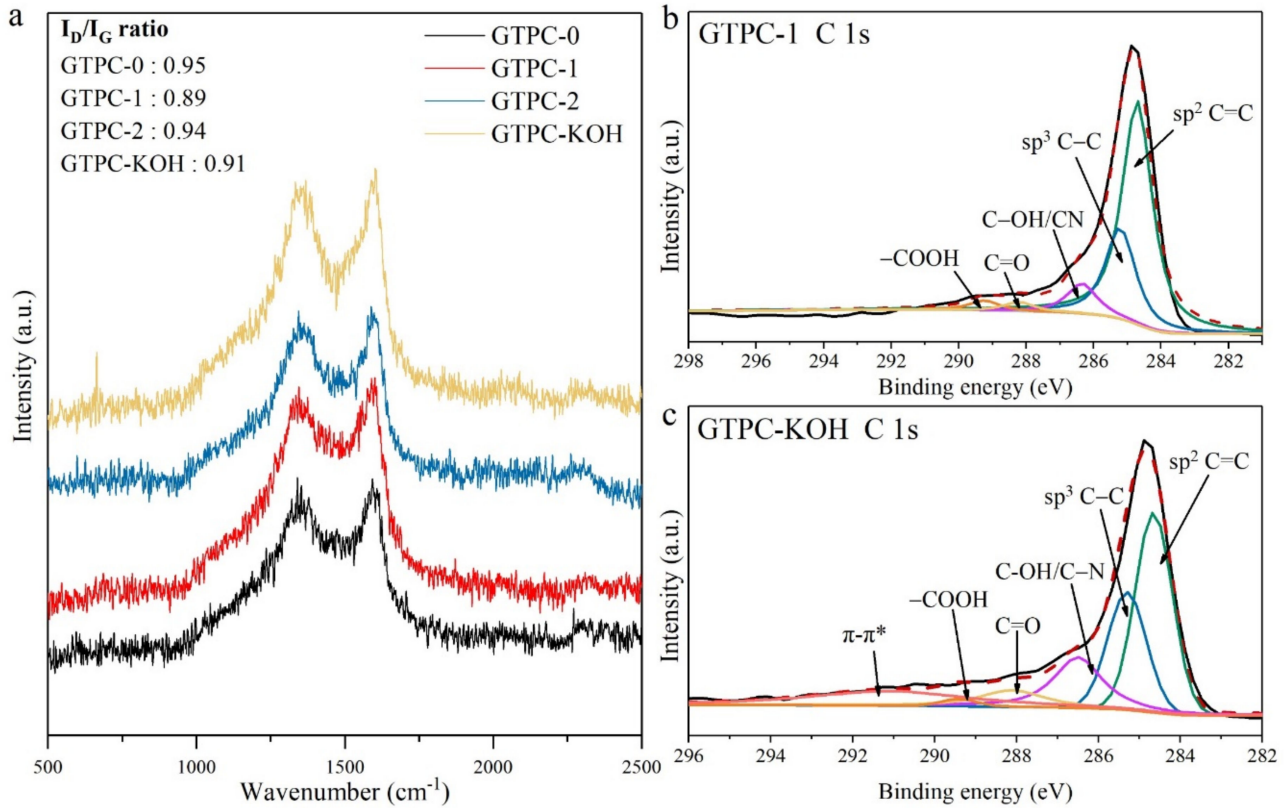 a
I_D/I_G ratio
GTPC-0 : 0.95
GTPC-1 : 0.89
GTPC-2 : 0.94
GTPC-KOH : 0.91
GTPC-0
GTPC-1
GTPC-2
GTPC-KOH
Intensity (a.u.)
500 1000 1500 2000 2500
Wavenumber (cm⁻¹)
b
GTPC-1 C 1s
sp² C=C
sp³ C−C
C−OH/CN
C=O
−COOH
Intensity (a.u.)
298 296 294 292 290 288 286 284 282
Binding energy (eV)
c
GTPC-KOH C 1s
sp² C=C
sp³ C−C
C-OH/C−N
C=O
−COOH
π-π*
Intensity (a.u.)
296 294 292 290 288 286 284 282
Binding energy (eV)